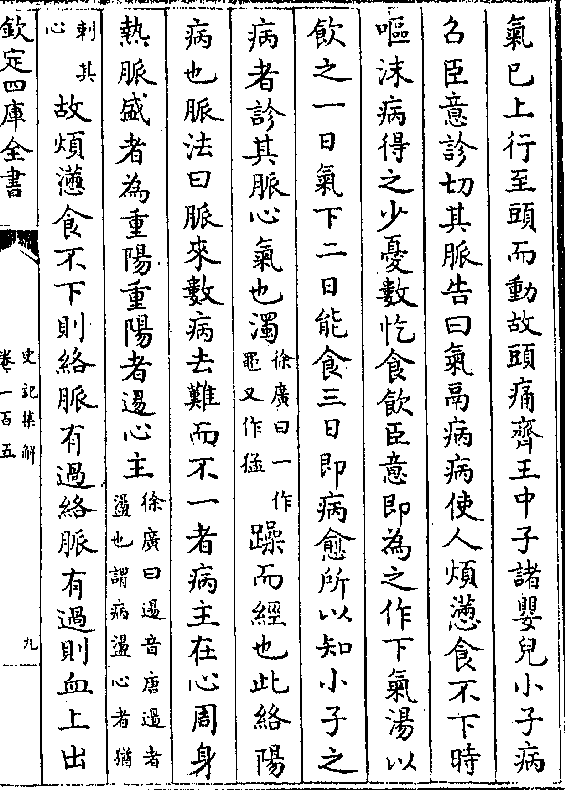 氣已上行至頭而動故頭痛齊王中子諸嬰兒小子病
召臣意診切其脈告曰氣鬲病病使人煩懣食不下時
嘔沫病得之少憂數忔食飲臣意即為之作下氣湯以
飲之一日氣下二日能食三日即病愈所以知小子之
病者診其脈心氣也濁徐廣曰一作黽又作猛躁而經也此絡陽
病也脈法曰脈來數病去難而不一者病主在心周身
熱脈盛者為重陽重陽者逿心主徐廣曰逿音唐逿者盪也謂病盪心者猶
刺其心故煩懣食不下則絡脈有過絡脈有過則血上出
欽定四庫全書
史記集解
卷一百五
九